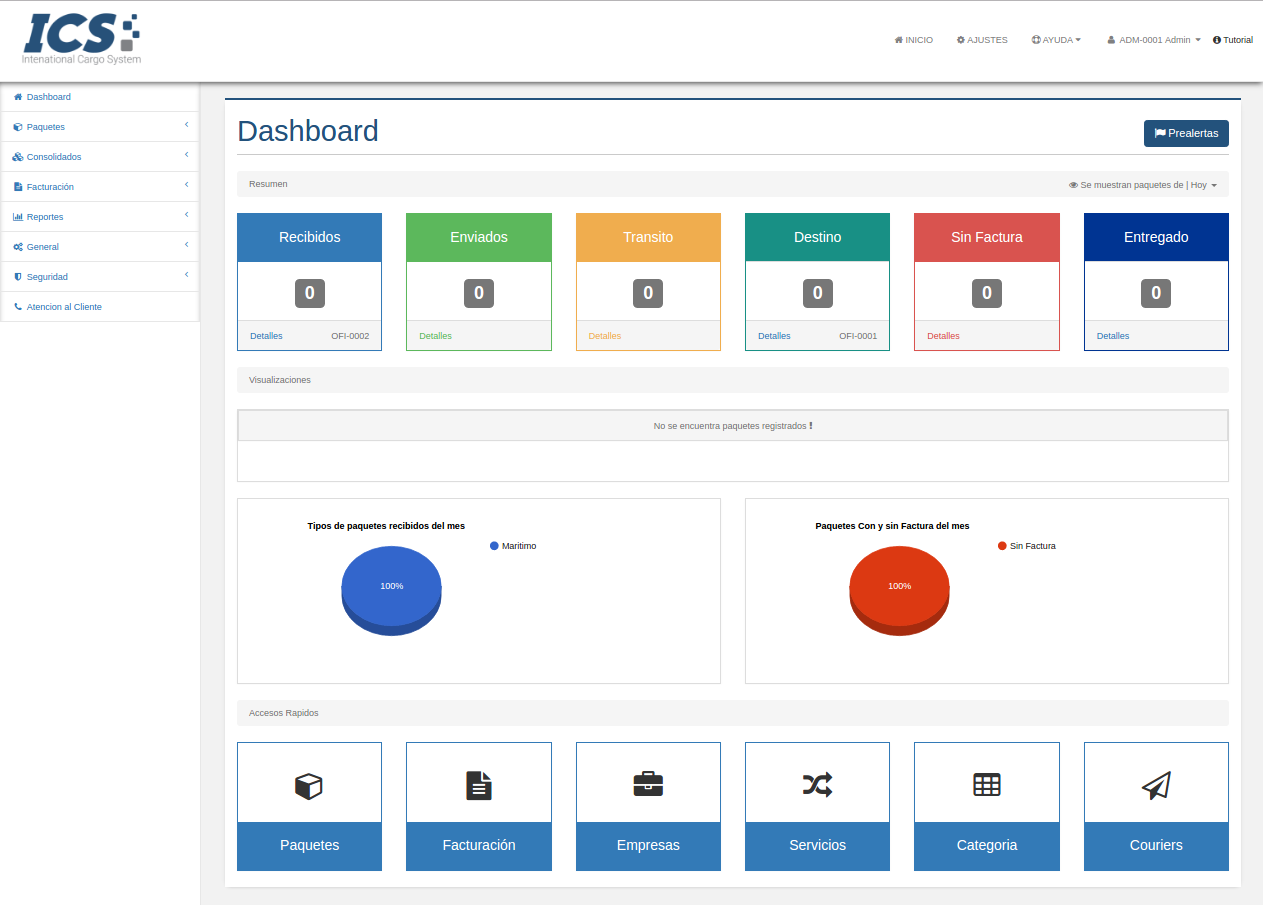 ICS
Intenational Cargo System
INICIO
AJUSTES
AYUDA
ADM-0001 Admin
Tutorial
Dashboard
Paquetes
Consolidados
Facturación
Reportes
General
Seguridad
Atencion al Cliente
Dashboard
Prealertas
Resumen
Se muestran paquetes de | Hoy
Recibidos
0
Detalles OFI-0002
Enviados
0
Detalles
Transito
0
Detalles
Destino
0
Detalles OFI-0001
Sin Factura
0
Detalles
Entregado
0
Detalles
Visualizaciones
No se encuentra paquetes registrados !
Tipos de paquetes recibidos del mes
Maritimo
100%
Paquetes Con y sin Factura del mes
Sin Factura
100%
Accesos Rapidos
Paquetes
Facturación
Empresas
Servicios
Categoria
Couriers